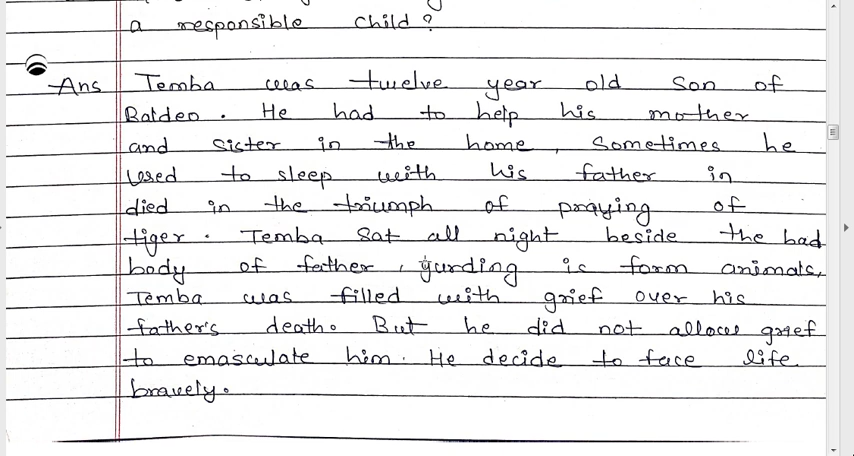 a responsible child?
Ans Temba was twelve year old son of
Baldeo. He had to help his mother
and sister in the home, Sometimes he
used to sleep with his father in
died in the triumph of praying of
tiger. Temba Sat all night beside the bad
body of father, gurding is form animals,
Temba was filled with grief over his
father's death. But he did not allow grief
to emasculate him. He decide to face life
bravely.